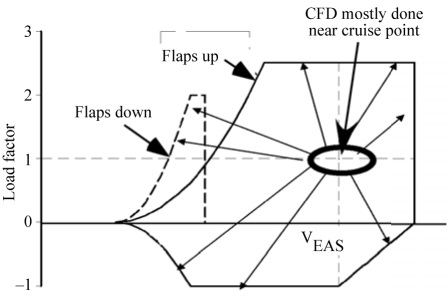 CFD mostly done
near cruise point
Flaps up
Flaps down
Load factor
3
2
1
0
−1
VEAS